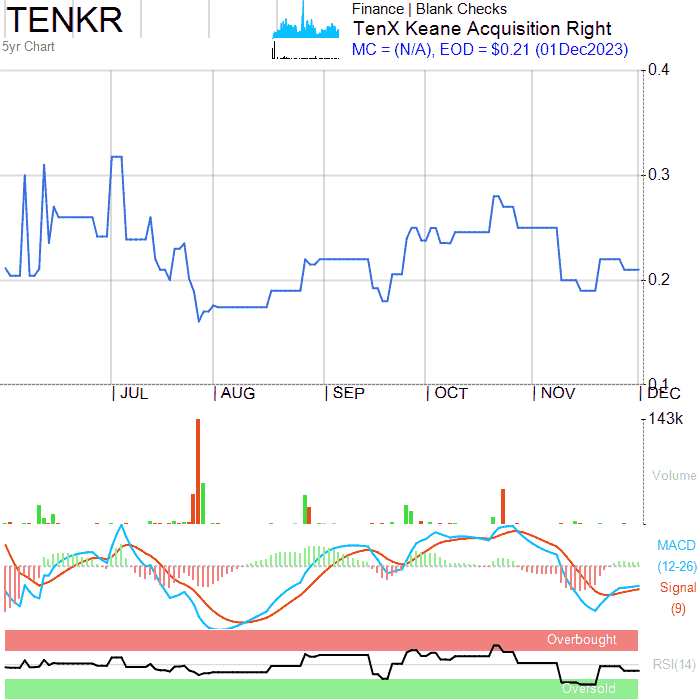 TENKR
5yr Chart
Finance | Blank Checks
TenX Keane Acquisition Right
MC = (N/A), EOD = $0.21 (01Dec2023)
0.4
0.3
0.2
0.1
JUL AUG SEP OCT NOV DEC
143k
Volume
MACD
(12-26)
Signal
(9)
Overbought
RSI(14)
Oversold